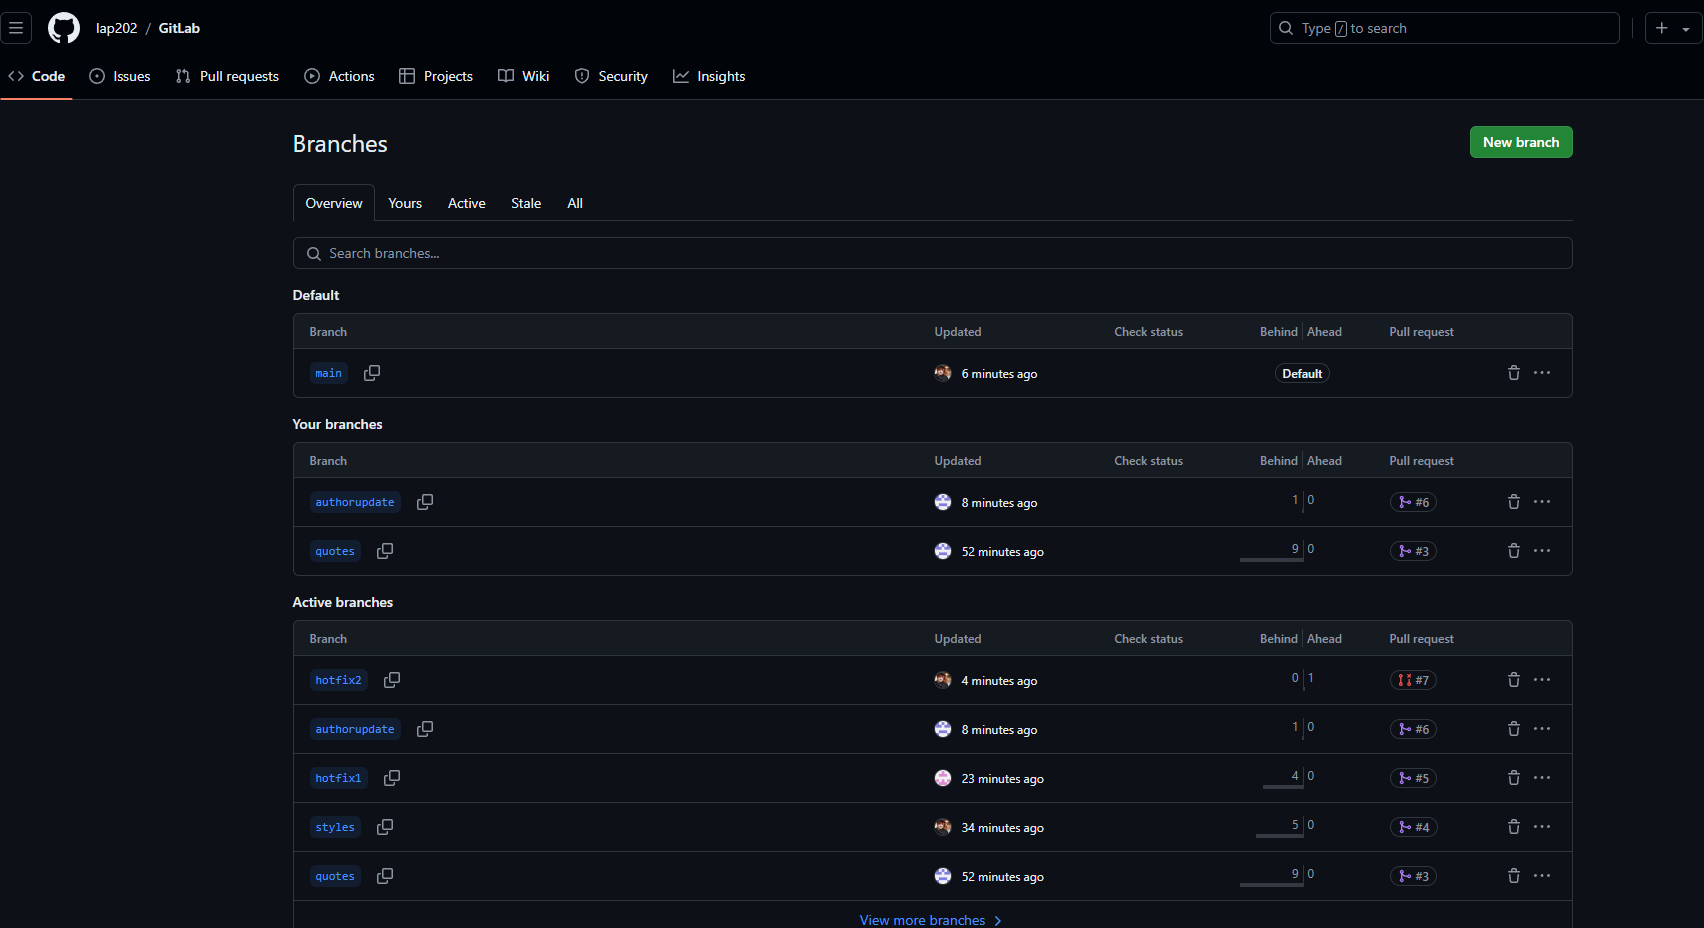 lap202 / GitLab
Type / to search
Code Issues Pull requests Actions Projects Wiki Security Insights
Branches
New branch
Overview Yours Active Stale All
Search branches...
Default
Branch Updated Check status Behind Ahead Pull request
main 6 minutes ago Default
Your branches
Branch Updated Check status Behind Ahead Pull request
authorupdate 8 minutes ago 1 0 #6
quotes 52 minutes ago 9 0 #3
Active branches
Branch Updated Check status Behind Ahead Pull request
hotfix2 4 minutes ago 0 1 #7
authorupdate 8 minutes ago 1 0 #6
hotfix1 23 minutes ago 4 0 #5
styles 34 minutes ago 5 0 #4
quotes 52 minutes ago 9 0 #3
View more branches